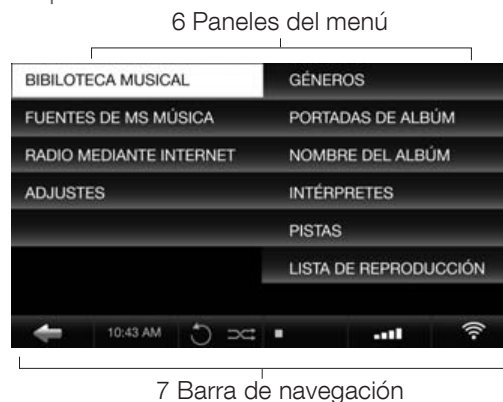 6 Paneles del menú
BIBILOTECA MUSICAL
FUENTES DE MS MÚSICA
RADIO MEDIANTE INTERNET
ADJUSTES
GÉNEROS
PORTADAS DE ALBÚM
NOMBRE DEL ALBÚM
INTÉRPRETES
PISTAS
LISTA DE REPRODUCCIÓN
10:43 AM
7 Barra de navegación